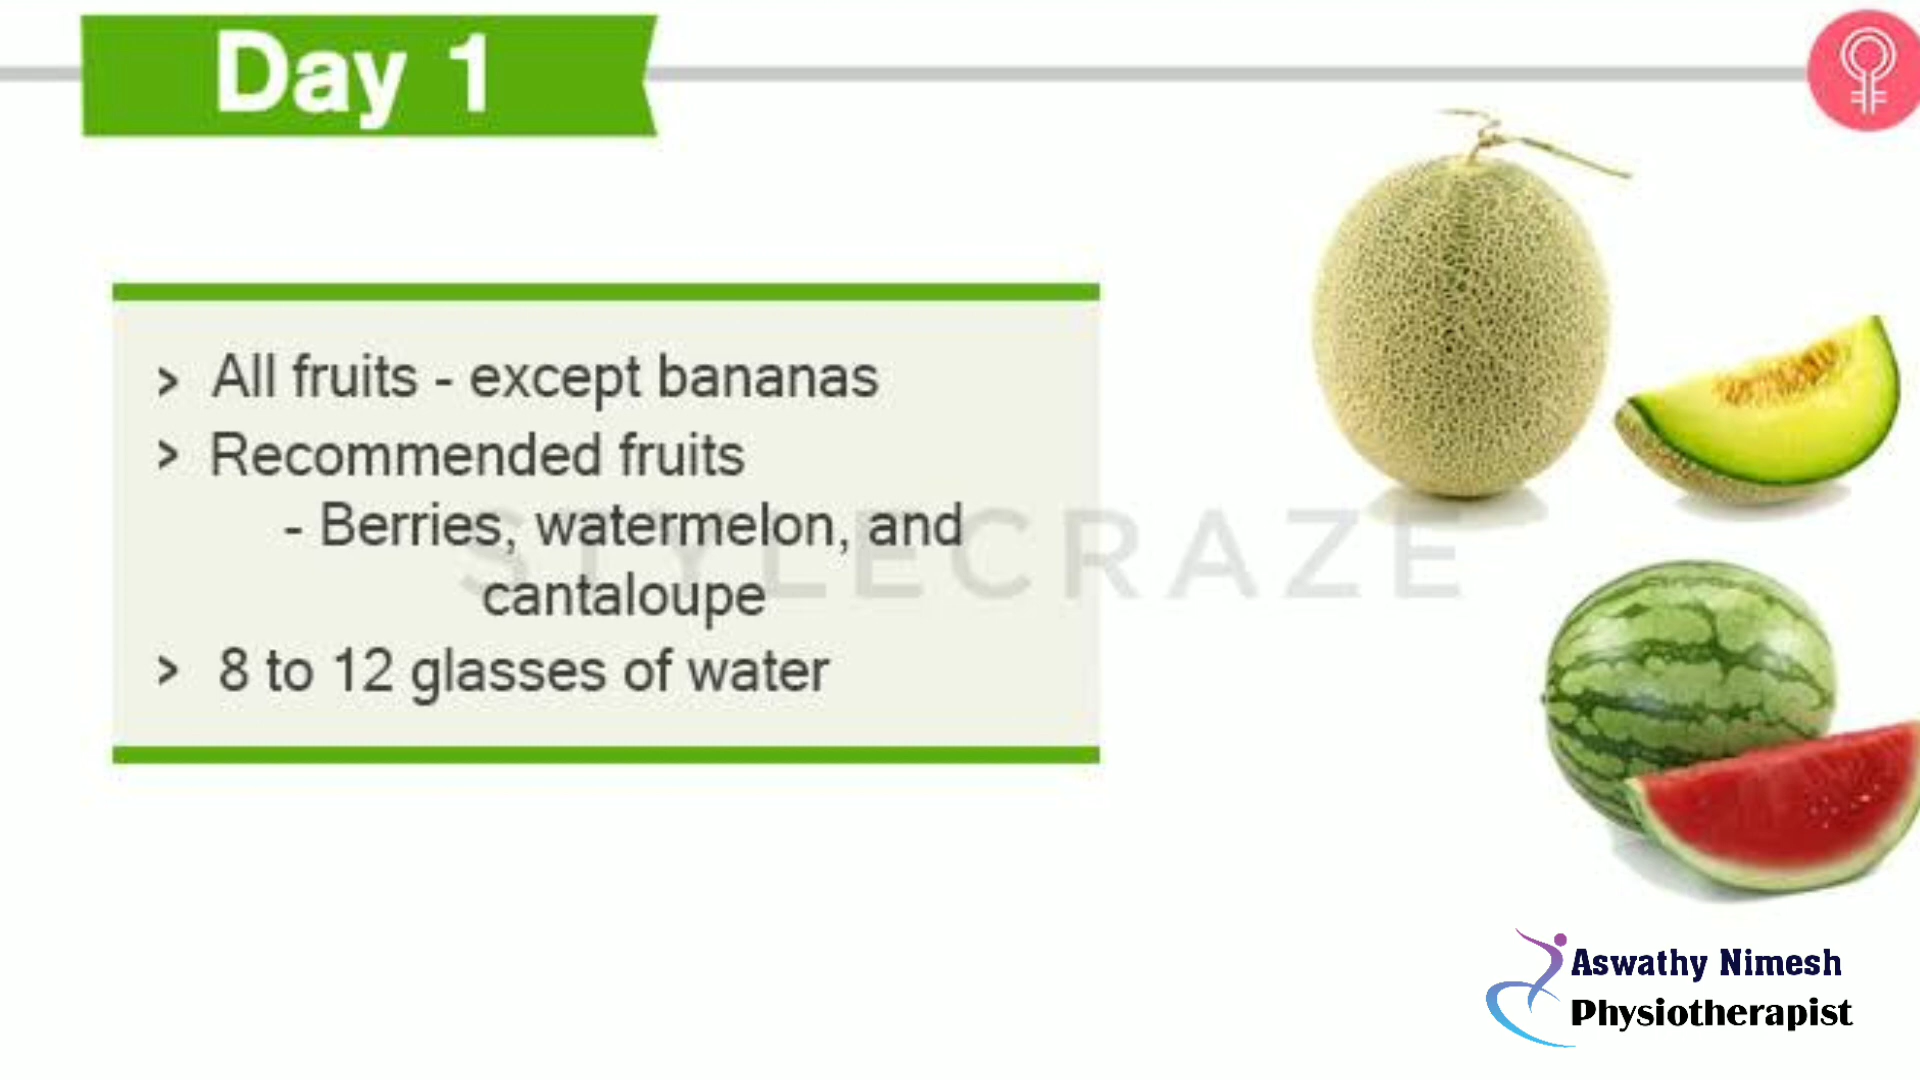 Day 1
> All fruits - except bananas
> Recommended fruits
- Berries, watermelon, and
cantaloupe
> 8 to 12 glasses of water
STYLECRAZE
Aswathy Nimesh
Physiotherapist